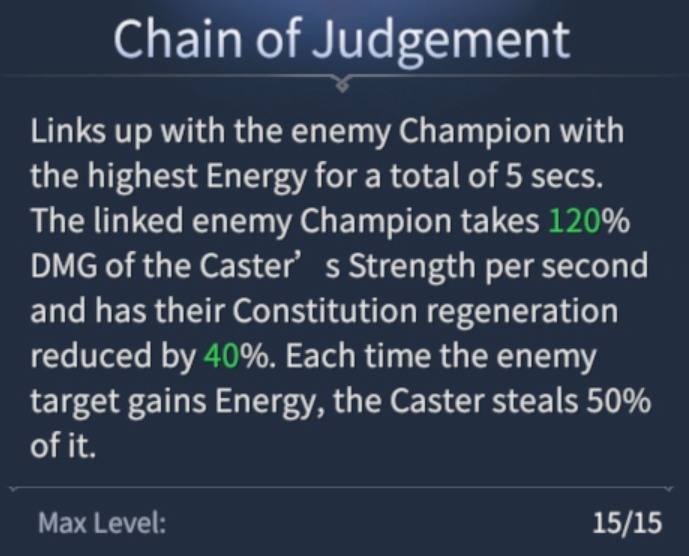 Chain of Judgement
Links up with the enemy Champion with
the highest Energy for a total of 5 secs.
The linked enemy Champion takes 120%
DMG of the Caster’ s Strength per second
and has their Constitution regeneration
reduced by 40%. Each time the enemy
target gains Energy, the Caster steals 50%
of it.
Max Level: 15/15